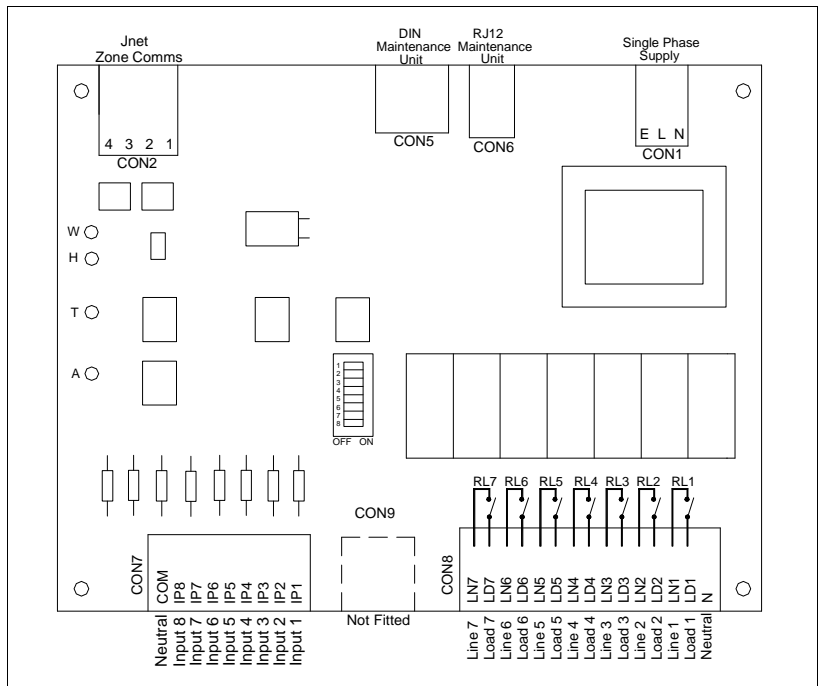 Jnet
Zone Comms
DIN
Maintenance
Unit
RJ12
Maintenance
Unit
Single Phase
Supply
4 3 2 1
CON2
CON5
CON6
E L N
CON1
W
H
T
A
1
2
3
4
5
6
7
8
OFF ON
RL7 RL6 RL5 RL4 RL3 RL2 RL1
CON7
COM IP8 IP7 IP6 IP5 IP4 IP3 IP2 IP1
Neutral
Input 8
Input 7
Input 6
Input 5
Input 4
Input 3
Input 2
Input 1
CON9
Not Fitted
CON8
LN7 LD7 LN6 LD6 LN5 LD5 LN4 LD4 LN3 LD3 LN2 LD2 LN1 LD1 N
Line 7
Load 7
Line 6
Load 6
Line 5
Load 5
Line 4
Load 4
Line 3
Load 3
Line 2
Load 2
Line 1
Load 1
Neutral